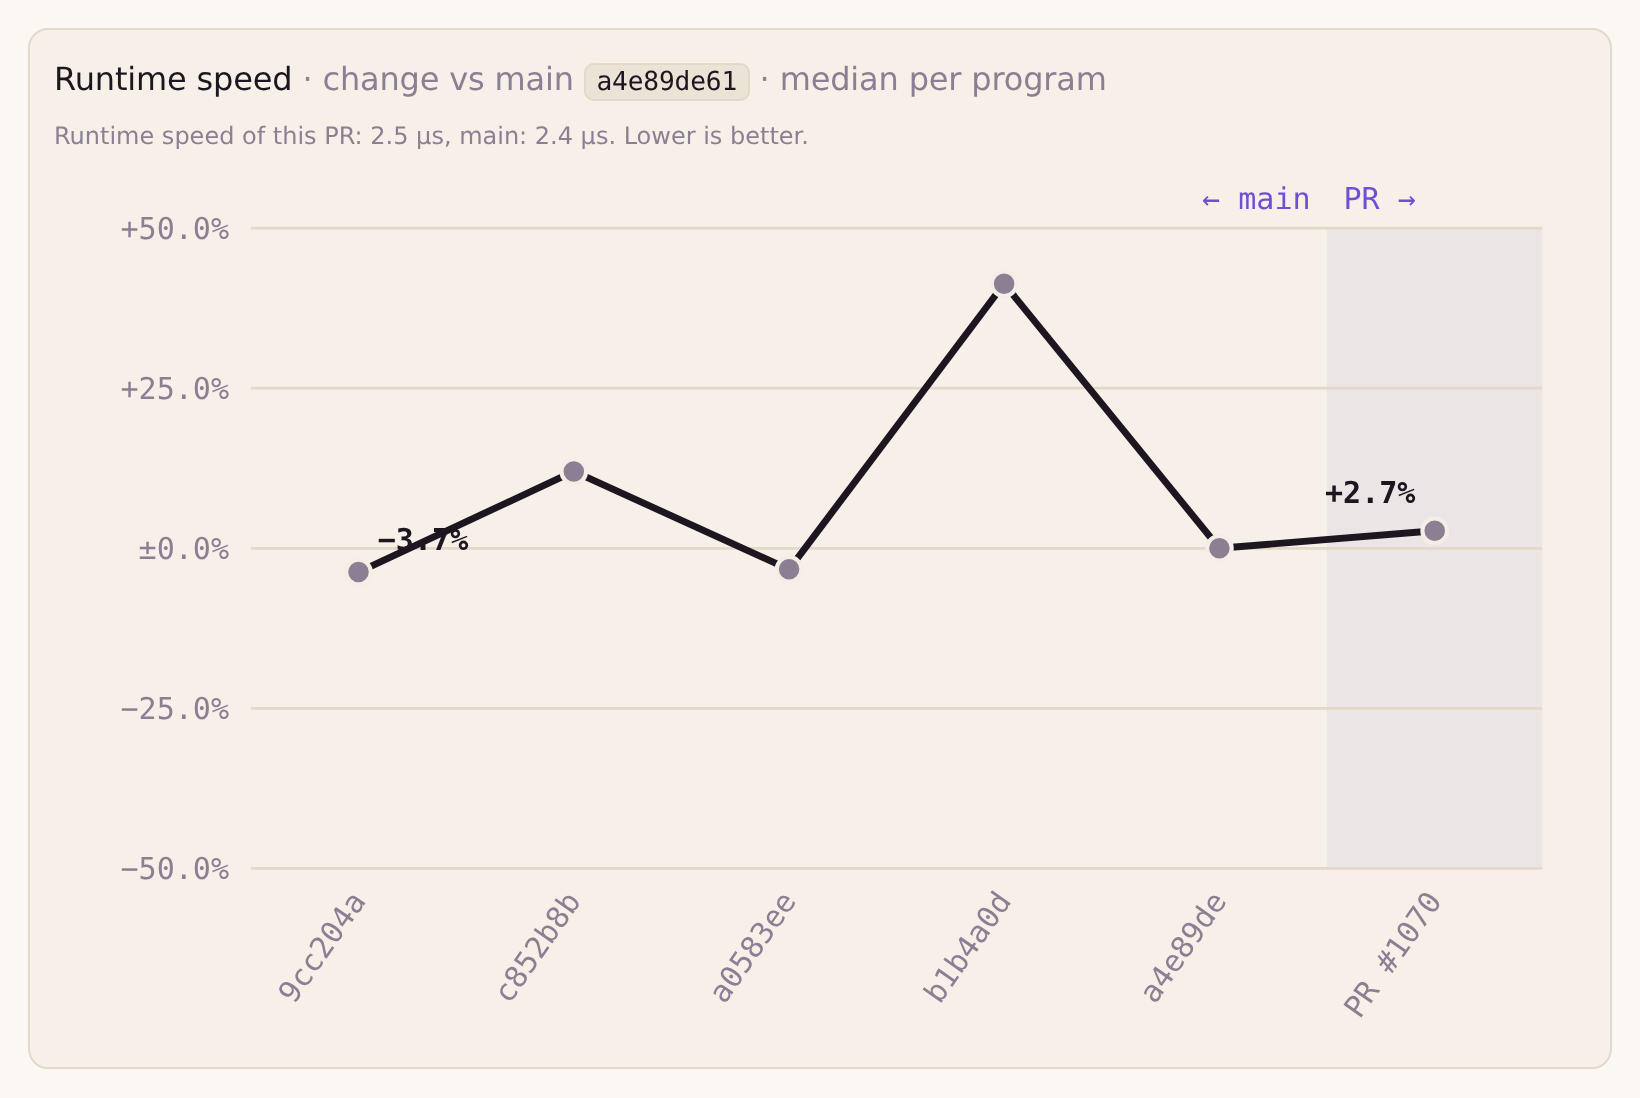 Runtime speed · change vs main a4e89de61 · median per program
Runtime speed of this PR: 2.5 µs, main: 2.4 µs. Lower is better.
← main PR →
+50.0%
+25.0%
±0.0%
−25.0%
−50.0%
−3.7%
+2.7%
9cc204a
c852b8b
a0583ee
b1b4a0d
a4e89de
PR #1070